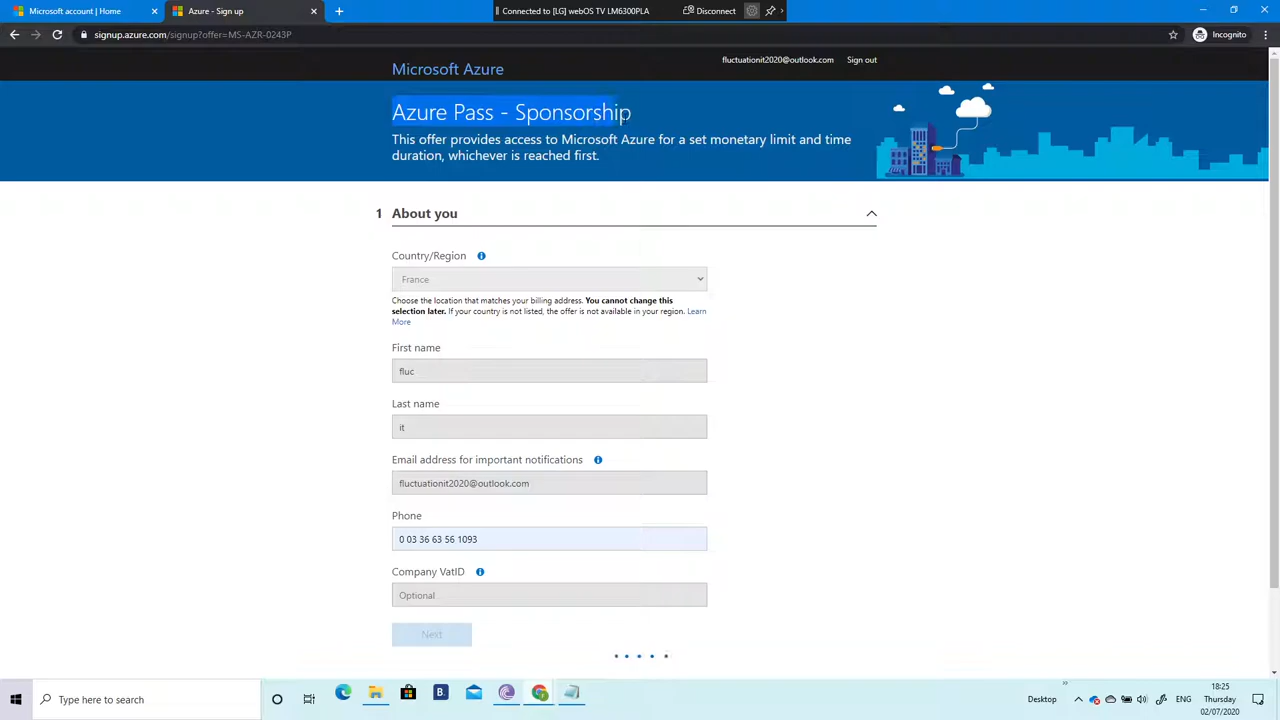 Microsoft account | Home
Azure - Sign up
Connected to [LG] webOS TV LM6300PLA
Disconnect
signup.azure.com/signup?offer=MS-AZR-0243P
Incognito
Microsoft Azure
fluctuationit2020@outlook.com
Sign out
Azure Pass - Sponsorship
This offer provides access to Microsoft Azure for a set monetary limit and time
duration, whichever is reached first.
1 About you
Country/Region
France
Choose the location that matches your billing address. You cannot change this
selection later. If your country is not listed, the offer is not available in your region. Learn
More
First name
fluc
Last name
it
Email address for important notifications
fluctuationit2020@outlook.com
Phone
0 03 36 63 56 1093
Company VatID
Optional
Next
Type here to search
B.
Desktop
ENG
18:25
Thursday
02/07/2020